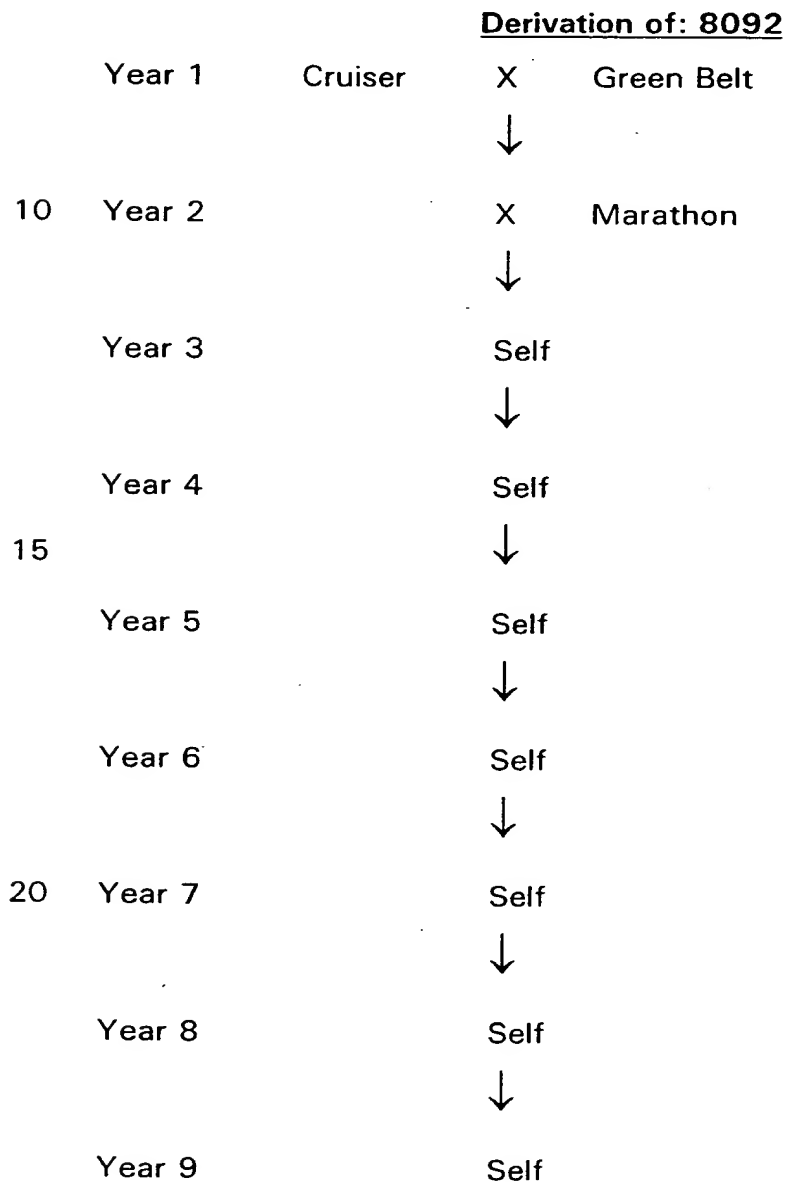 Derivation of: 8092
Year 1 Cruiser X Green Belt
↓
10 Year 2 X Marathon
↓
Year 3 Self
↓
Year 4 Self
15 ↓
Year 5 Self
↓
Year 6 Self
↓
20 Year 7 Self
↓
Year 8 Self
↓
Year 9 Self